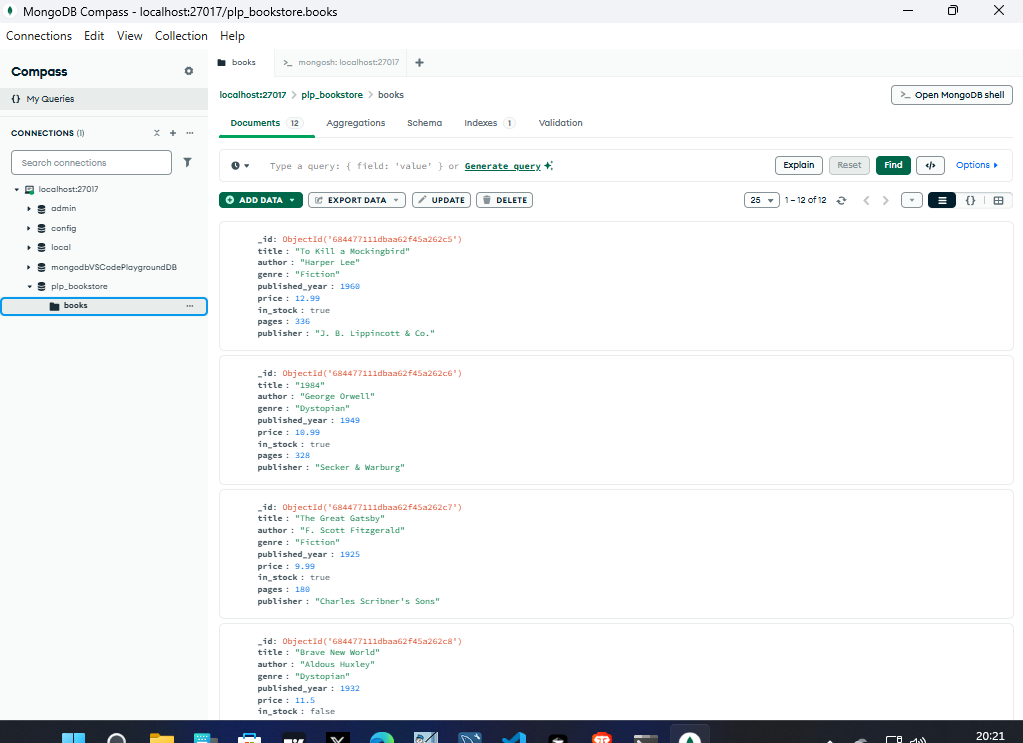 MongoDB Compass - localhost:27017/plp_bookstore.books
Connections Edit View Collection Help
Compass
{} My Queries
CONNECTIONS (1)
Search connections
localhost:27017
admin
config
local
mongodbVSCodePlaygroundDB
plp_bookstore
books
books
>_ mongosh: localhost:27017
localhost:27017 > plp_bookstore > books
>_ Open MongoDB shell
Documents 12 Aggregations Schema Indexes 1 Validation
Type a query: { field: 'value' } or Generate query
Explain Reset Find </> Options
ADD DATA EXPORT DATA UPDATE DELETE
25 1 – 12 of 12 {}
_id: ObjectId('684477111dbaa62f45a262c5')
title : "To Kill a Mockingbird"
author : "Harper Lee"
genre : "Fiction"
published_year : 1960
price : 12.99
in_stock : true
pages : 336
publisher : "J. B. Lippincott & Co."
_id: ObjectId('684477111dbaa62f45a262c6')
title : "1984"
author : "George Orwell"
genre : "Dystopian"
published_year : 1949
price : 10.99
in_stock : true
pages : 328
publisher : "Secker & Warburg"
_id: ObjectId('684477111dbaa62f45a262c7')
title : "The Great Gatsby"
author : "F. Scott Fitzgerald"
genre : "Fiction"
published_year : 1925
price : 9.99
in_stock : true
pages : 180
publisher : "Charles Scribner's Sons"
_id: ObjectId('684477111dbaa62f45a262c8')
title : "Brave New World"
author : "Aldous Huxley"
genre : "Dystopian"
published_year : 1932
price : 11.5
in_stock : false
20:21